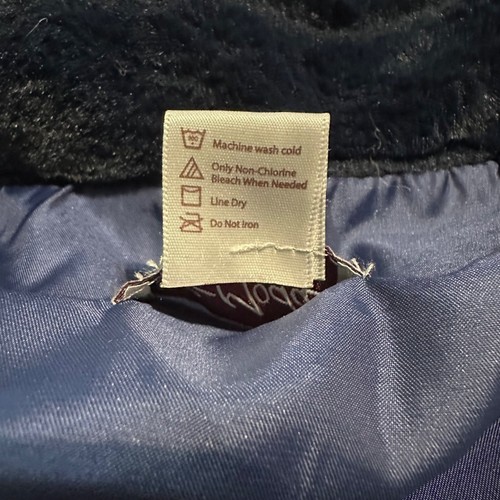 Machine wash cold
Only Non-Chlorine
Bleach When Needed
Line Dry
Do Not Iron